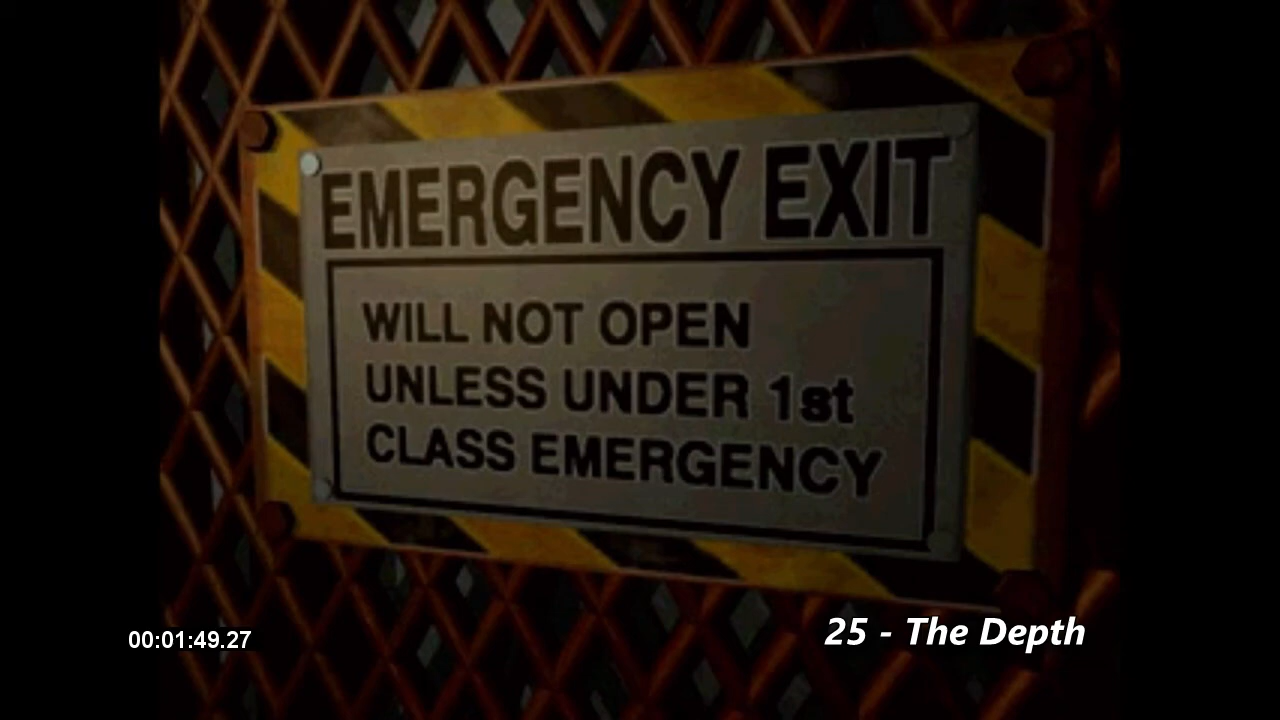 EMERGENCY EXIT
WILL NOT OPEN
UNLESS UNDER 1st
CLASS EMERGENCY
00:01:49.27
25 - The Depth